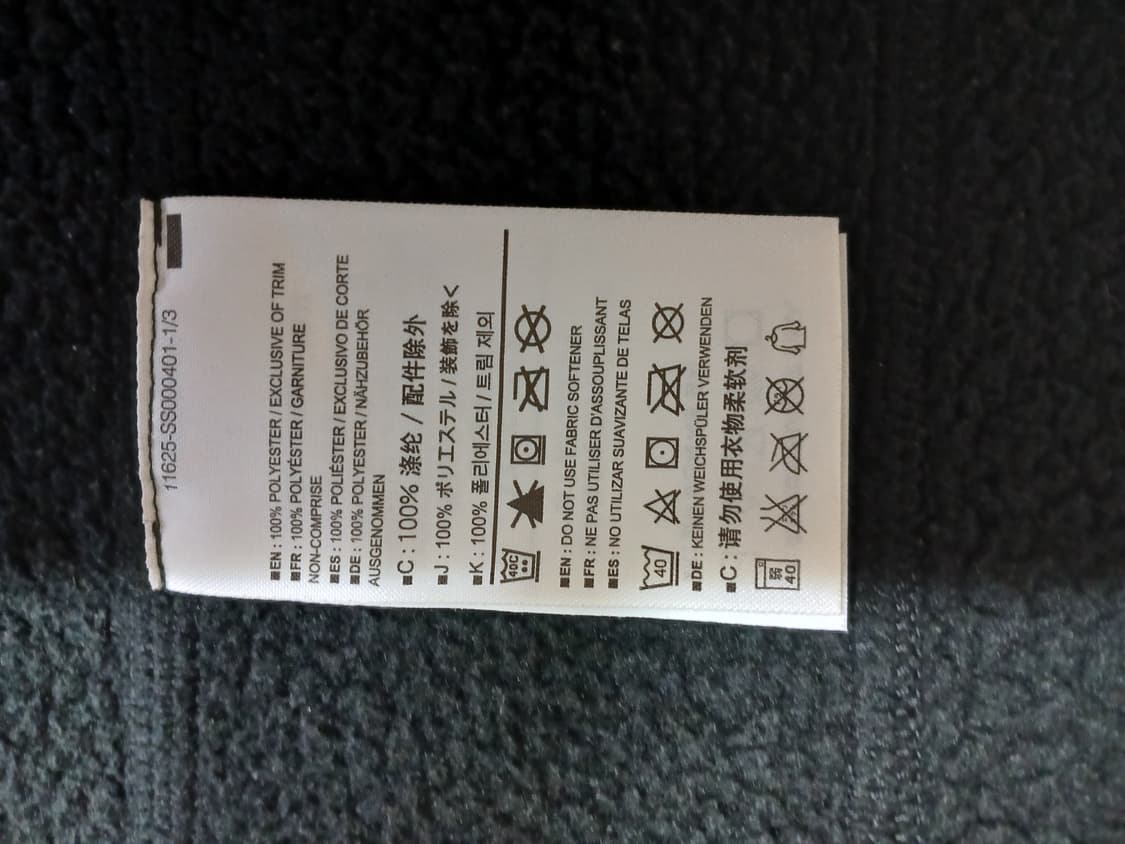 11625-SS000401-1/3
■EN : 100% POLYESTER / EXCLUSIVE OF TRIM
■FR : 100% POLYESTER / GARNITURE
NON-COMPRISE
■ES : 100% POLIÉSTER / EXCLUSIVO DE CORTE
■DE : 100% POLYESTER / NÄHZUBEHÖR
AUSGENOMMEN
■C : 100% 涤纶 / 配件除外
■J : 100% ポリエステル / 装飾を除く
■K : 100% 폴리에스터 / 트림 제외
40C
■EN : DO NOT USE FABRIC SOFTENER
■FR : NE PAS UTILISER D'ASSOUPLISSANT
■ES : NO UTILIZAR SUAVIZANTE DE TELAS
40
■DE : KEINEN WEICHSPÜLER VERWENDEN
■C : 请勿使用衣物柔软剂
弱
40